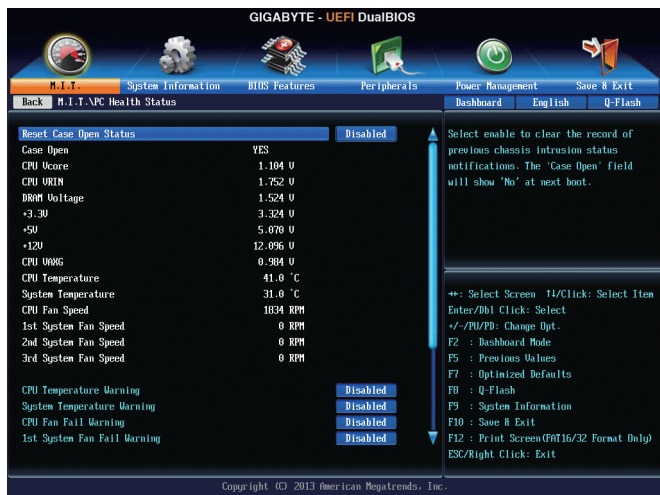 GIGABYTE - UEFI DualBIOS
M.I.T. System Information BIOS Features Peripherals Power Management Save & Exit
Back M.I.T.\PC Health Status Dashboard English Q-Flash
Reset Case Open Status Disabled
Case Open YES
CPU Vcore 1.104 V
CPU VRIN 1.752 V
DRAM Voltage 1.524 V
+3.3V 3.324 V
+5V 5.070 V
+12V 12.096 V
CPU VAXG 0.984 V
CPU Temperature 41.0 °C
System Temperature 31.0 °C
CPU Fan Speed 1834 RPM
1st System Fan Speed 0 RPM
2nd System Fan Speed 0 RPM
3rd System Fan Speed 0 RPM
CPU Temperature Warning Disabled
System Temperature Warning Disabled
CPU Fan Fail Warning Disabled
1st System Fan Fail Warning Disabled
Select enable to clear the record of
previous chassis intrusion status
notifications. The 'Case Open' field
will show 'No' at next boot.
↔: Select Screen ↑↓/Click: Select Item
Enter/Dbl Click: Select
+/-/PU/PD: Change Opt.
F2 : Dashboard Mode
F5 : Previous Values
F7 : Optimized Defaults
F8 : Q-Flash
F9 : System Information
F10 : Save & Exit
F12 : Print Screen(FAT16/32 Format Only)
ESC/Right Click: Exit
Copyright (C) 2013 American Megatrends, Inc.